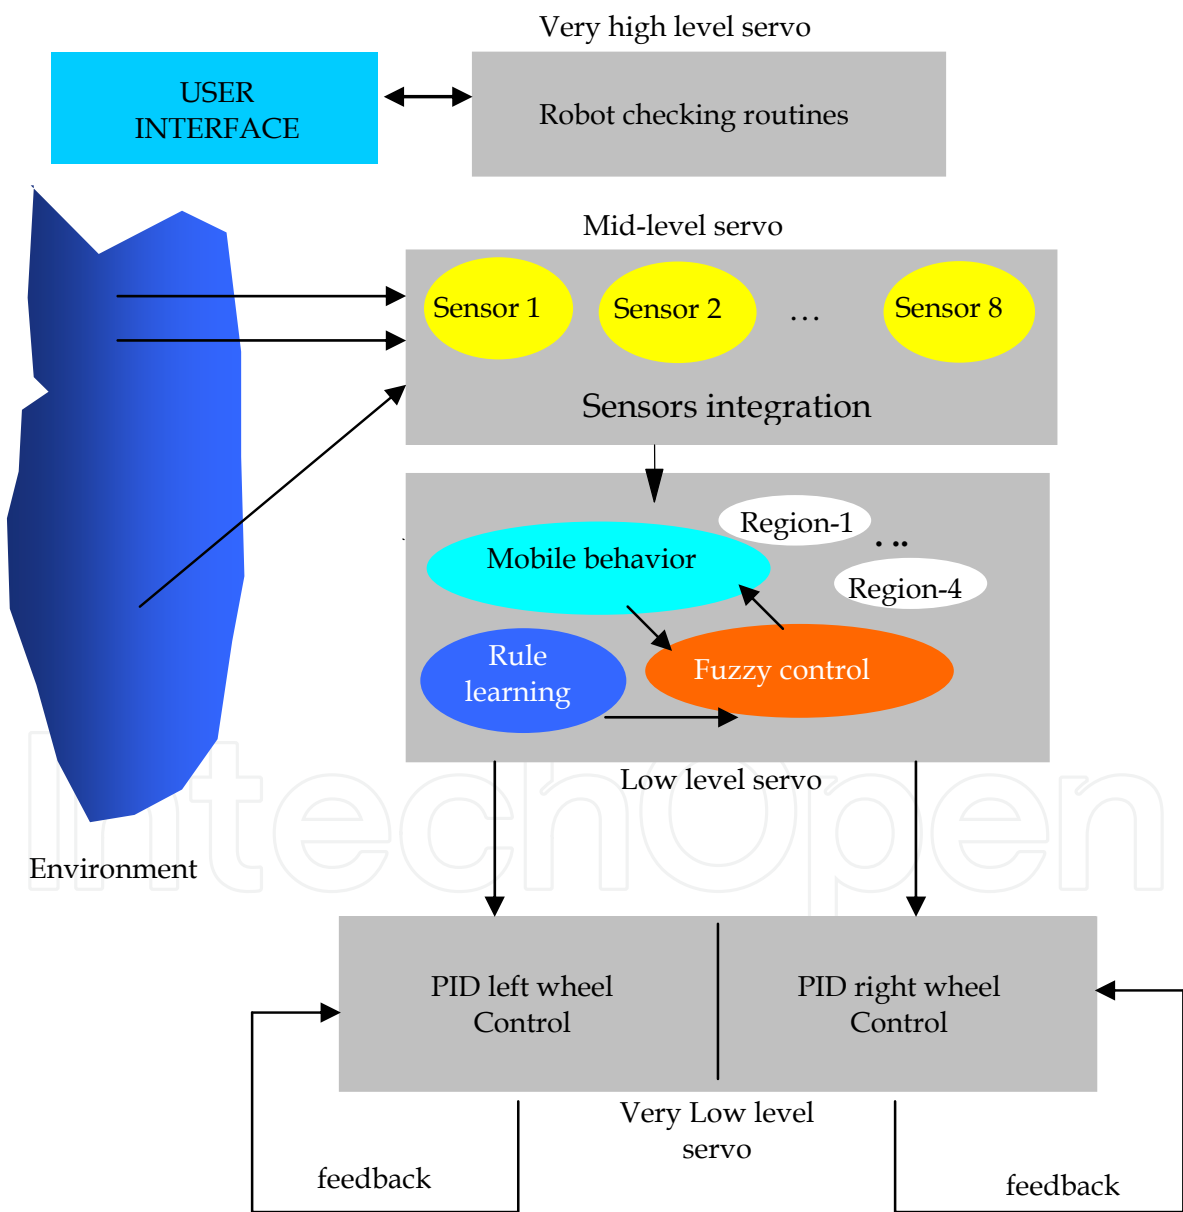 Very high level servo
USER
INTERFACE
Robot checking routines
Mid-level servo
Sensor 1
Sensor 2
...
Sensor 8
Sensors integration
Region-1
...
Mobile behavior
Region-4
Rule
learning
Fuzzy control
Low level servo
Environment
IntechOpen
PID left wheel
Control
PID right wheel
Control
Very Low level
servo
feedback
feedback